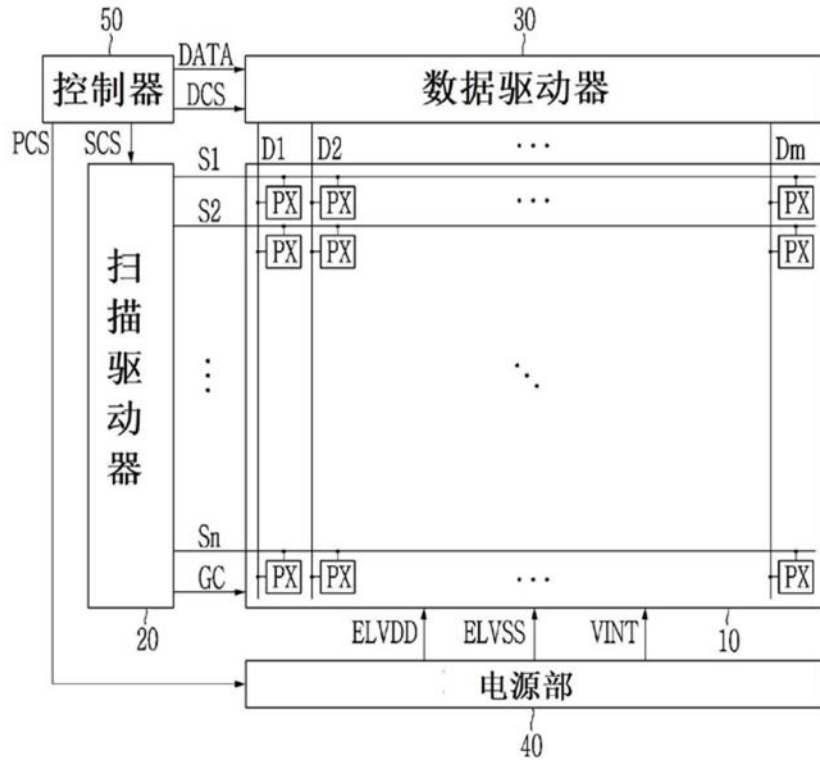 50
30
DATA
控制器
数据驱动器
DCS
PCS
SCS
S1
D1
D2
...
Dm
PX
PX
...
PX
S2
PX
PX
PX
扫描驱动器
Sn
PX
PX
...
PX
GC
20
ELVDD
ELVSS
VINT
10
电源部
40